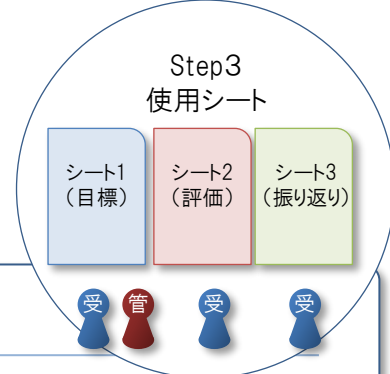 Step3
使用シート
シート1
（目標）
シート2
（評価）
シート3
（振り返り）
受
管
受
受